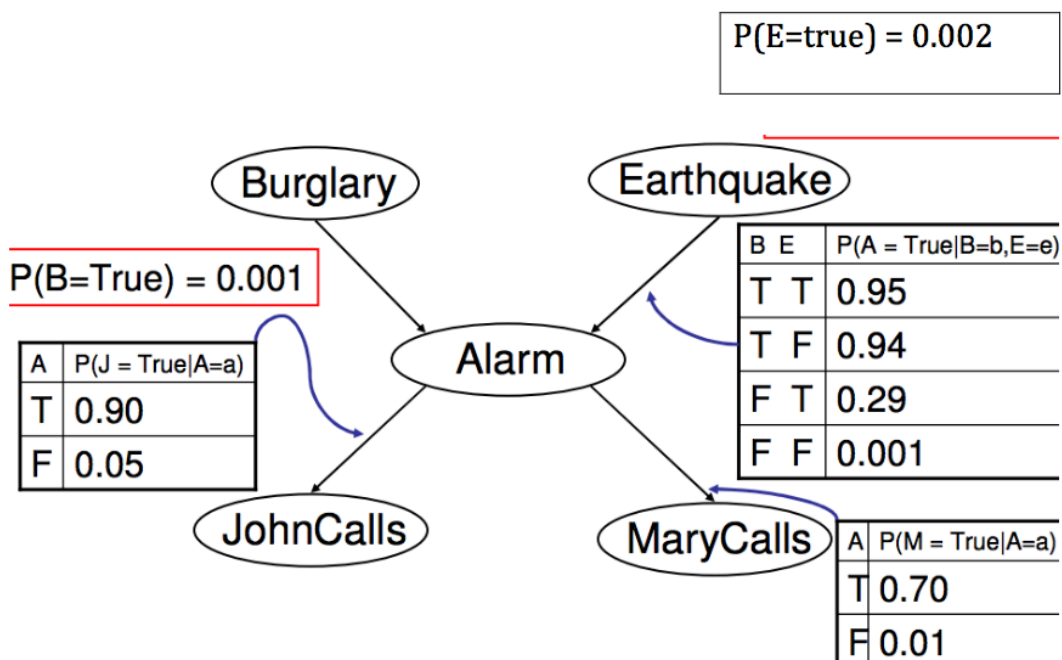 P(E=true) = 0.002
Burglary
Earthquake
P(B=True) = 0.001
B E P(A = True|B=b,E=e)
T T 0.95
T F 0.94
F T 0.29
F F 0.001
Alarm
A P(J = True|A=a)
T 0.90
F 0.05
JohnCalls
MaryCalls
A P(M = True|A=a)
T 0.70
F 0.01